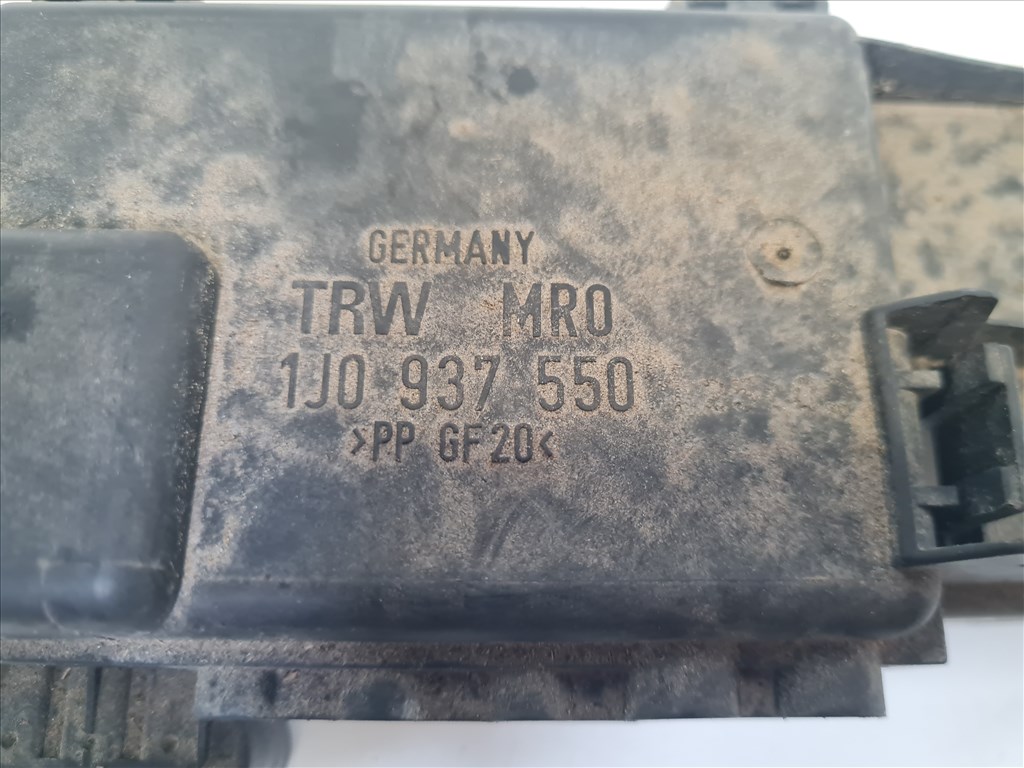 GERMANY
TRW MRO
1J0 937 550
>PP GF20<